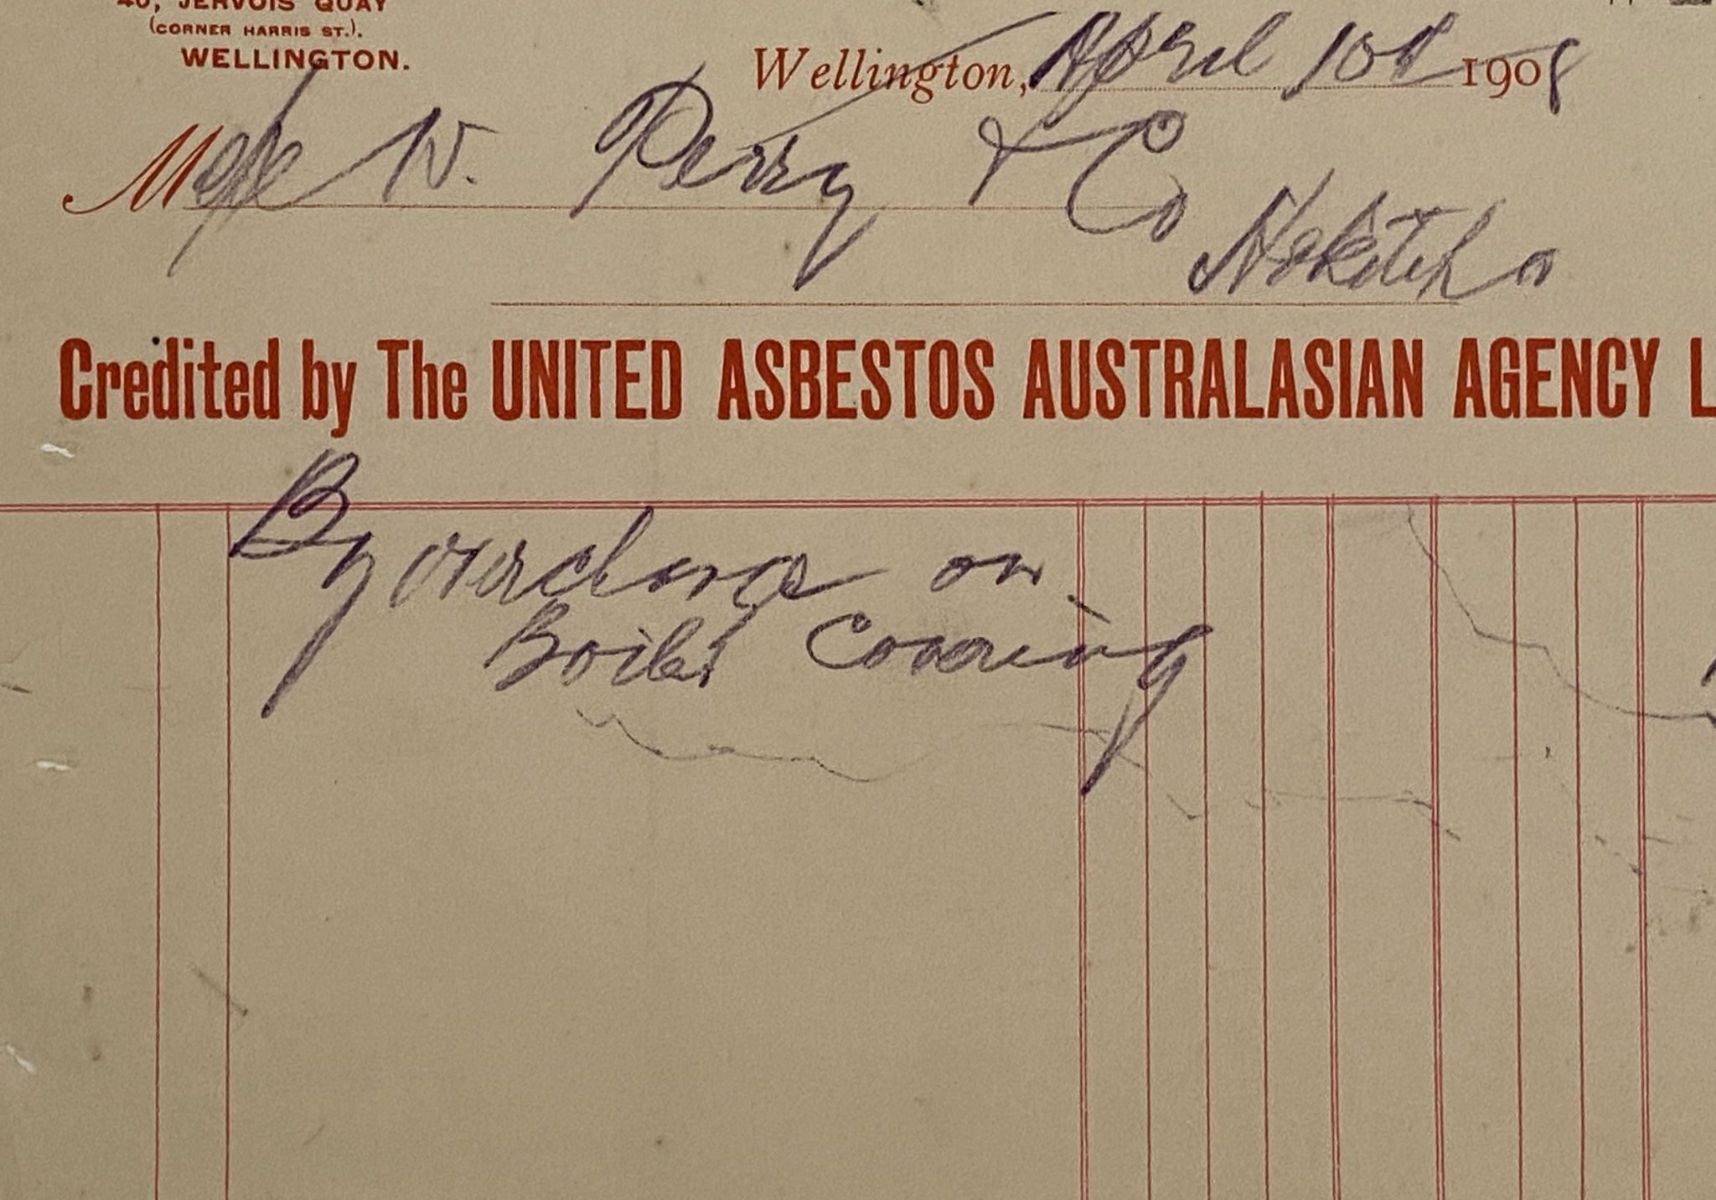 40, JERVOIS QUAY
(CORNER HARRIS ST.).
WELLINGTON.
Wellington, April 10th 1908
Mess W. Perry & Co
Hokitika
Credited by The UNITED ASBESTOS AUSTRALASIAN AGENCY L
By overcharge on
Boiler Covering